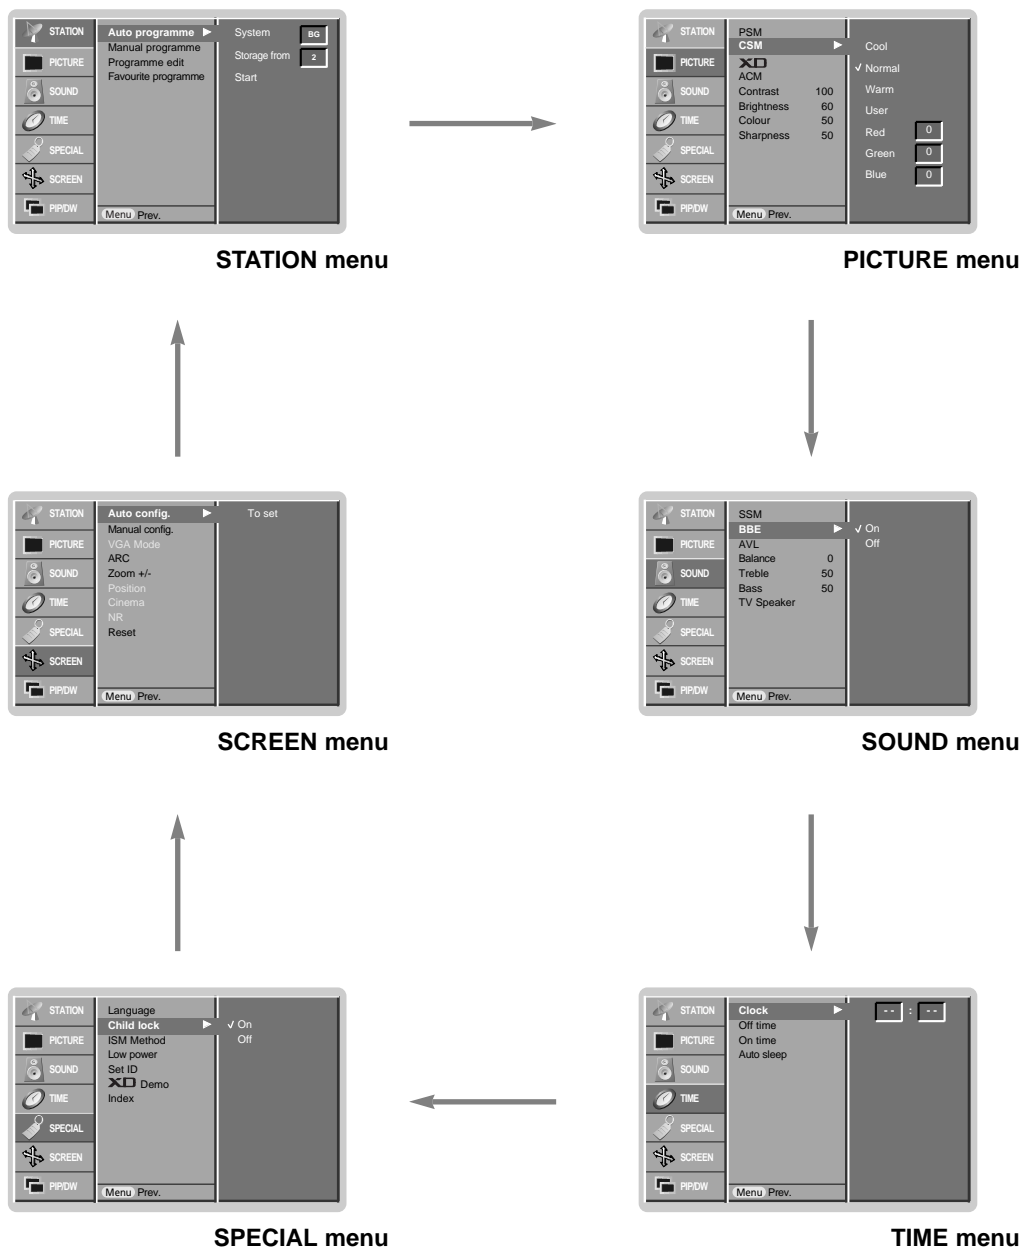 STATION
PICTURE
SOUND
TIME
SPECIAL
SCREEN
PIP/DW
Auto programme
Manual programme
Programme edit
Favourite programme
Menu Prev.
System BG
Storage from 2
Start
STATION menu
STATION
PICTURE
SOUND
TIME
SPECIAL
SCREEN
PIP/DW
PSM
CSM
XD
ACM
Contrast 100
Brightness 60
Colour 50
Sharpness 50
Menu Prev.
Cool
√ Normal
Warm
User
Red 0
Green 0
Blue 0
PICTURE menu
STATION
PICTURE
SOUND
TIME
SPECIAL
SCREEN
PIP/DW
Auto config.
Manual config.
VGA Mode
ARC
Zoom +/-
Position
Cinema
NR
Reset
Menu Prev.
To set
SCREEN menu
STATION
PICTURE
SOUND
TIME
SPECIAL
SCREEN
PIP/DW
SSM
BBE
AVL
Balance 0
Treble 50
Bass 50
TV Speaker
Menu Prev.
√ On
Off
SOUND menu
STATION
PICTURE
SOUND
TIME
SPECIAL
SCREEN
PIP/DW
Language
Child lock
ISM Method
Low power
Set ID
XD Demo
Index
Menu Prev.
√ On
Off
SPECIAL menu
STATION
PICTURE
SOUND
TIME
SPECIAL
SCREEN
PIP/DW
Clock
Off time
On time
Auto sleep
Menu Prev.
- - : - -
TIME menu